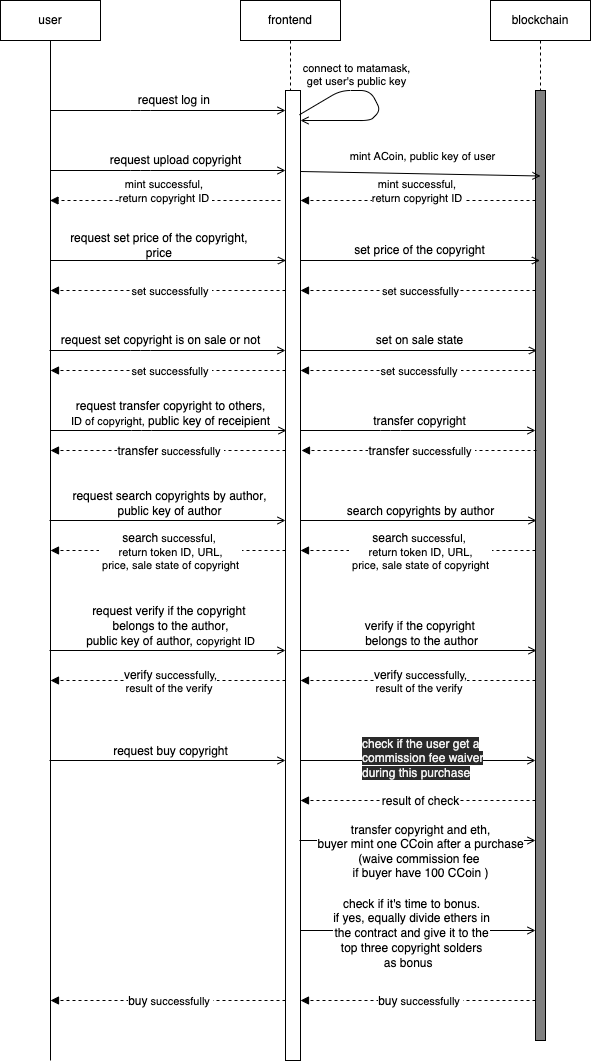 user
frontend
blockchain
connect to matamask,
get user's public key
request log in
request upload copyright
mint ACoin, public key of user
mint successful,
return copyright ID
mint successful,
return copyright ID
request set price of the copyright,
price
set price of the copyright
set successfully
set successfully
request set copyright is on sale or not
set on sale state
set successfully
set successfully
request transfer copyright to others,
ID of copyright, public key of receipient
transfer copyright
transfer successfully
transfer successfully
request search copyrights by author,
public key of author
search copyrights by author
search successful,
return token ID, URL,
price, sale state of copyright
search successful,
return token ID, URL,
price, sale state of copyright
request verify if the copyright
belongs to the author,
public key of author, copyright ID
verify if the copyright
belongs to the author
verify successfully,
result of the verify
verify successfully,
result of the verify
request buy copyright
check if the user get a
commission fee waiver
during this purchase
result of check
transfer copyright and eth,
buyer mint one CCoin after a purchase
(waive commission fee
if buyer have 100 CCoin )
check if it's time to bonus.
if yes, equally divide ethers in
the contract and give it to the
top three copyright solders
as bonus
buy successfully
buy successfully